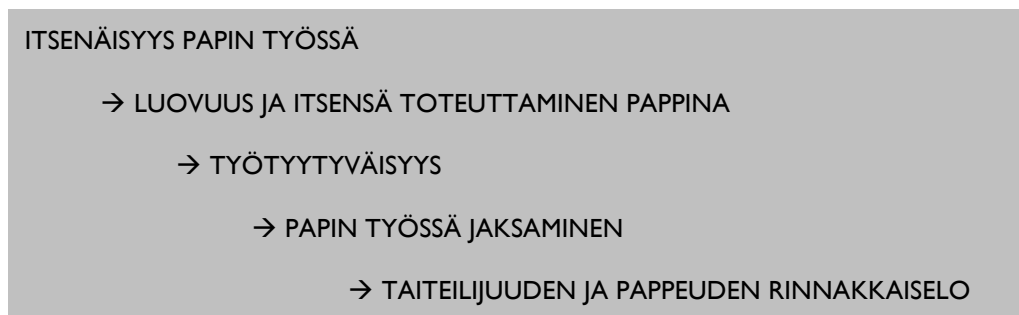 ITSENÄISYYS PAPIN TYÖSSÄ
→ LUOVUUS JA ITSENSÄ TOTEUTTAMINEN PAPPINA
→ TYÖTYYTYVÄISYYS
→ PAPIN TYÖSSÄ JAKSAMINEN
→ TAITEILIJUUDEN JA PAPPEUDEN RINNAKKAISELO